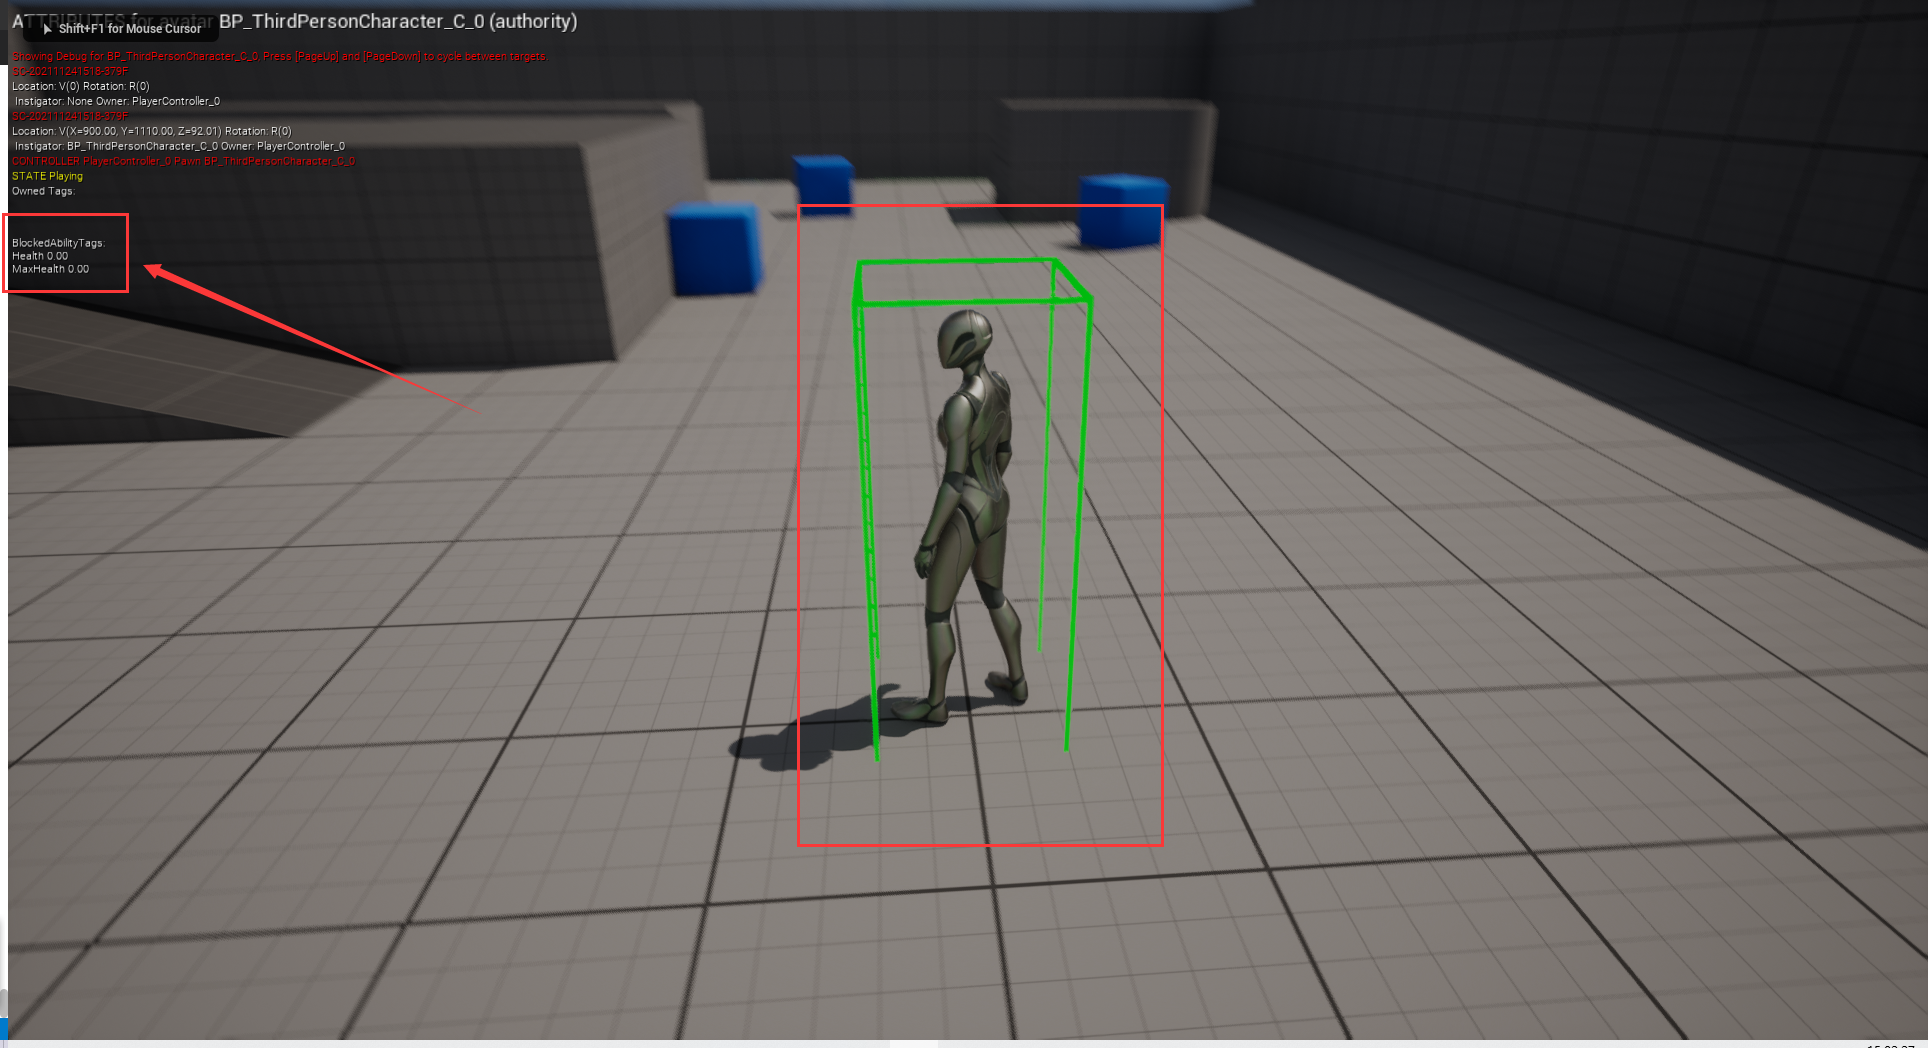 ATTRIBUTES for avatar BP_ThirdPersonCharacter_C_0 (authority)
Shift+F1 for Mouse Cursor
Showing Debug for BP_ThirdPersonCharacter_C_0, Press [PageUp] and [PageDown] to cycle between targets.
SC-202111241518-379F
Location: V(0) Rotation: R(0)
Instigator: None Owner: PlayerController_0
SC-202111241518-379F
Location: V(X=900.00, Y=1110.00, Z=92.01) Rotation: R(0)
Instigator: BP_ThirdPersonCharacter_C_0 Owner: PlayerController_0
CONTROLLER PlayerController_0 Pawn BP_ThirdPersonCharacter_C_0
STATE Playing
Owned Tags:
BlockedAbilityTags:
Health 0.00
MaxHealth 0.00